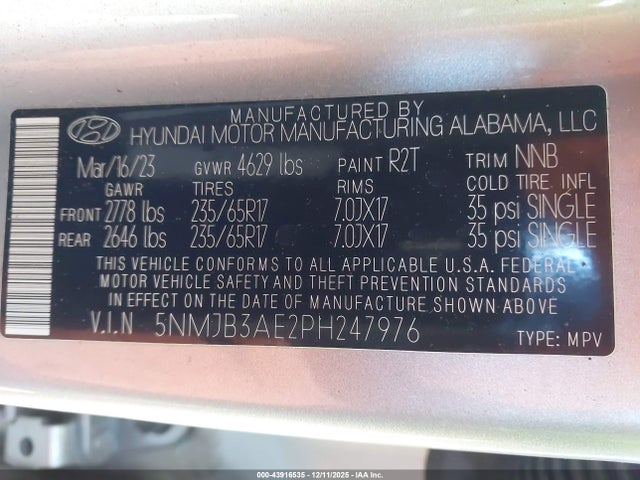 MANUFACTURED BY
HYUNDAI MOTOR MANUFACTURING ALABAMA, LLC
Mar/16/23 GVWR 4629 lbs PAINT R2T TRIM NNB
GAWR TIRES RIMS COLD TIRE INFL
FRONT 2778 lbs 235/65R17 7.0JX17 35 psi SINGLE
REAR 2646 lbs 235/65R17 7.0JX17 35 psi SINGLE
THIS VEHICLE CONFORMS TO ALL APPLICABLE U.S.A. FEDERAL
MOTOR VEHICLE SAFETY AND THEFT PREVENTION STANDARDS
IN EFFECT ON THE DATE OF MANUFACTURING SHOWN ABOVE
V.I.N 5NMJB3AE2PH247976 TYPE: MPV
000-43916535 - 12/11/2025 - IAA Inc.